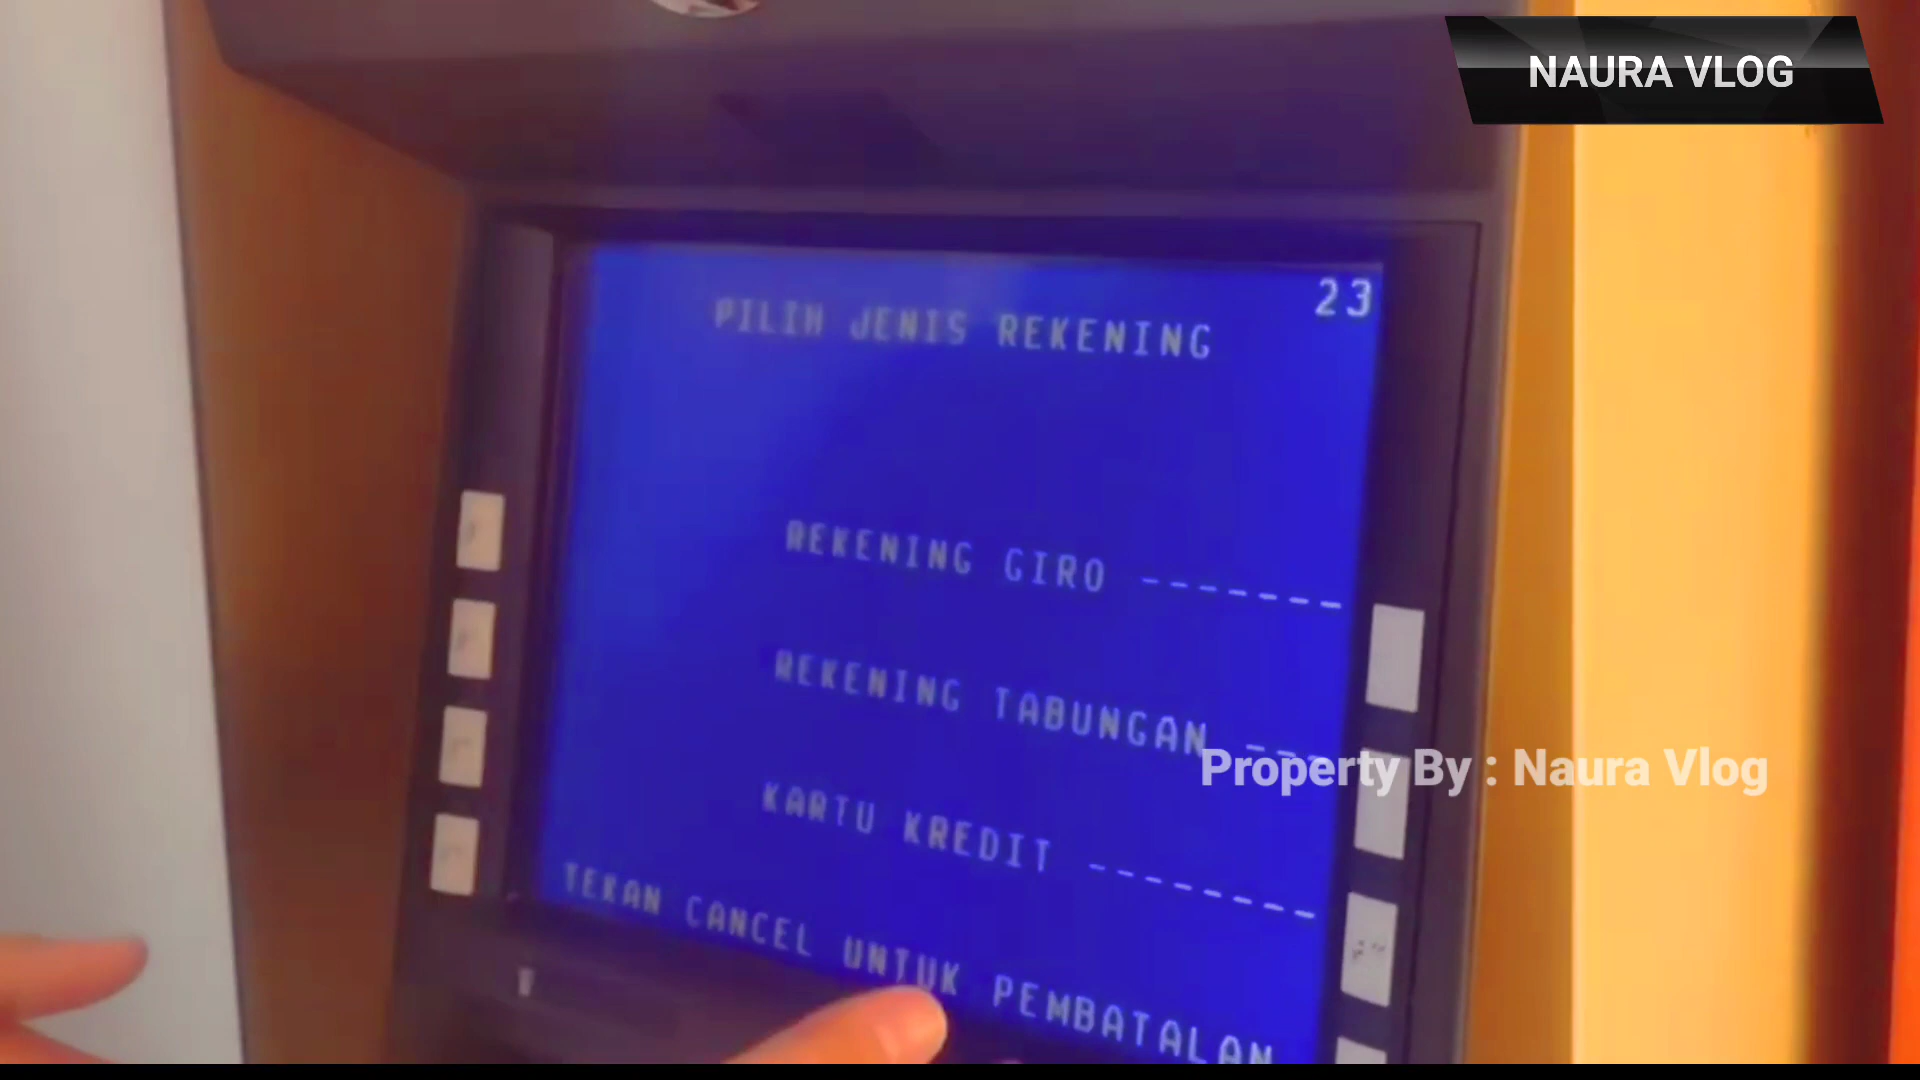 NAURA VLOG
23
PILIH JENIS REKENING
REKENING GIRO -------
REKENING TABUNGAN ---
Property By : Naura Vlog
KARTU KREDIT --------
TEKAN CANCEL UNTUK PEMBATALAN